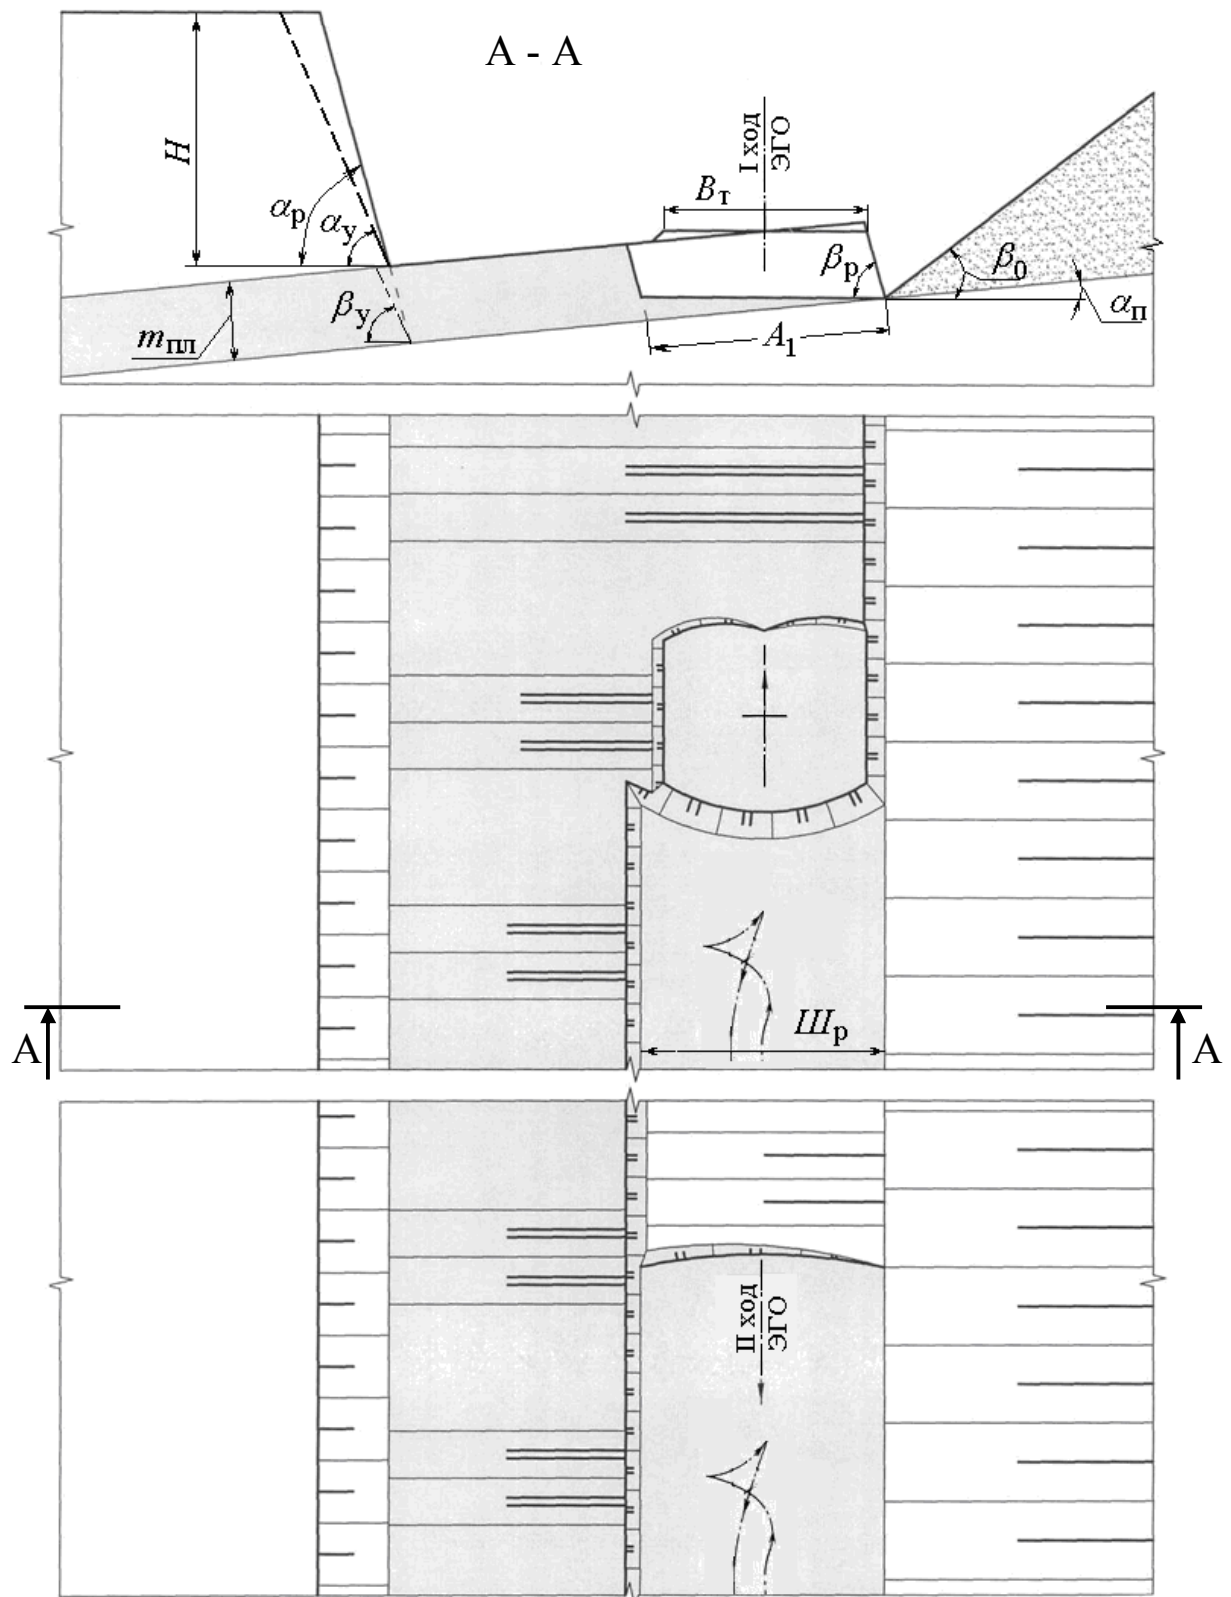 А - А
H
I ход
ЭГО
Bт
αр
αу
βр
β0
βу
αп
mпл
A1
Шр
А
А
II ход
ЭГО